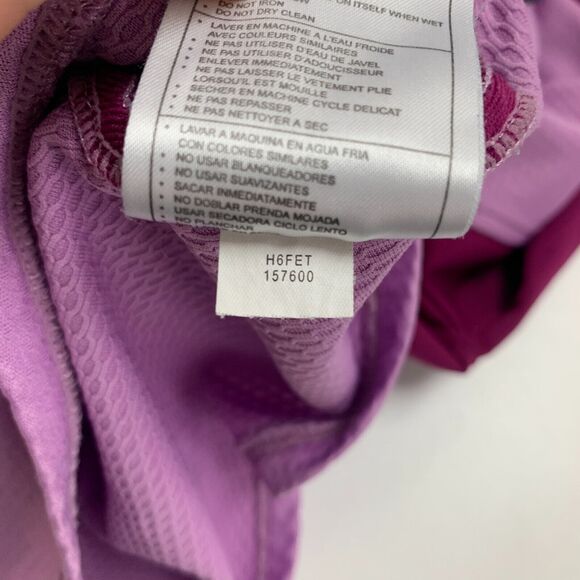 ON ITSELF WHEN WET
• DO NOT IRON
• DO NOT DRY CLEAN
• LAVER EN MACHINE A L'EAU FROIDE
AVEC COULEURS SIMILAIRES
• NE PAS UTILISER D'EAU DE JAVEL
• NE PAS UTILISER D'ADOUCISSEUR
• ENLEVER IMMEDIATEMENT
• NE PAS LAISSER LE VETEMENT PLIE
LORSQU'IL EST MOUILLE
• SECHER EN MACHINE CYCLE DELICAT
• NE PAS REPASSER
• NE PAS NETTOYER A SEC
• LAVAR A MAQUINA EN AGUA FRIA
CON COLORES SIMILARES
• NO USAR BLANQUEADORES
• NO USAR SUAVIZANTES
SACAR INMEDIATAMENTE
• NO DOBLAR PRENDA MOJADA
• USAR SECADORA CICLO LENTO
NO PLANCHAR
H6FET
157600